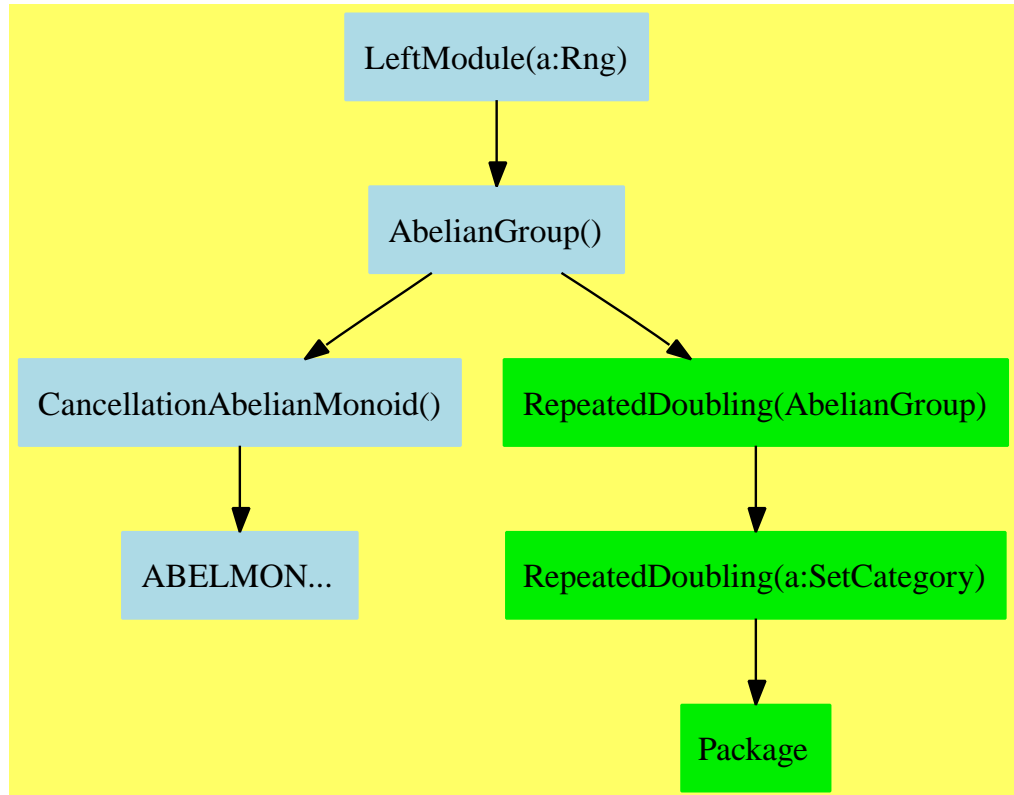 LeftModule(a:Rng)
AbelianGroup()
CancellationAbelianMonoid()
RepeatedDoubling(AbelianGroup)
ABELMON...
RepeatedDoubling(a:SetCategory)
Package